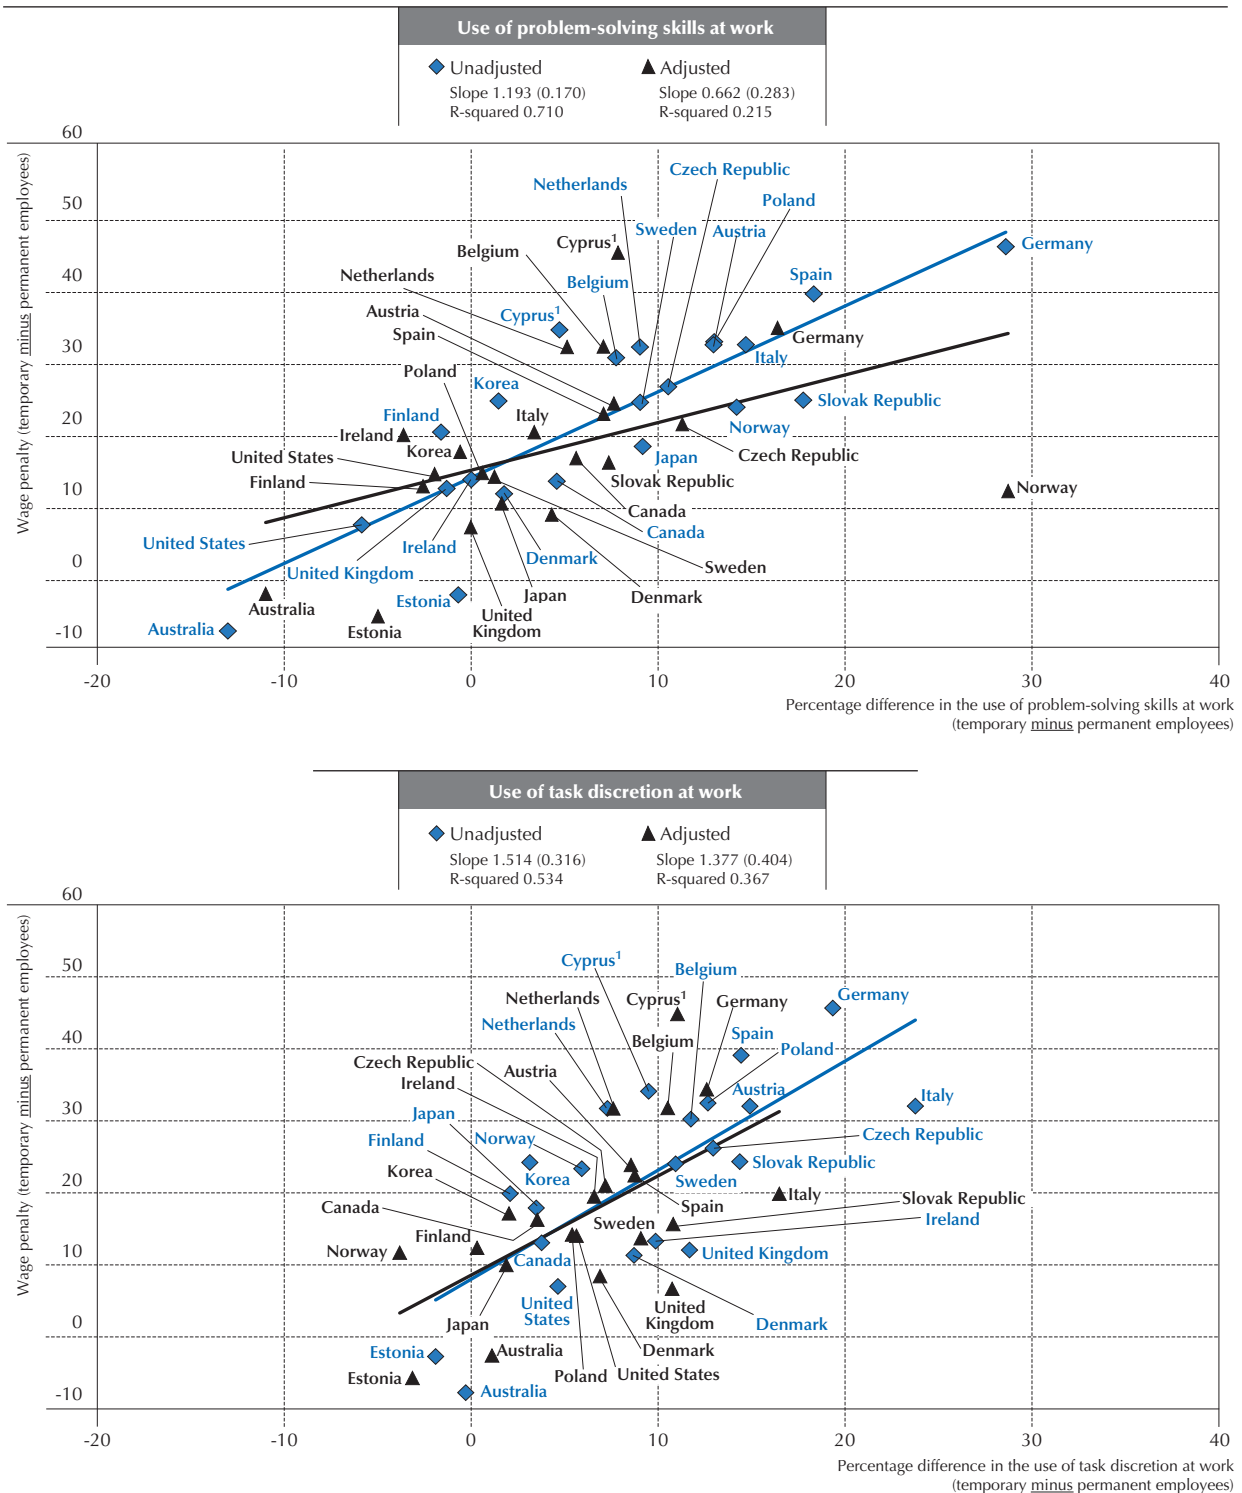 Use of problem-solving skills at work
Unadjusted Adjusted
Slope 1.193 (0.170) Slope 0.662 (0.283)
R-squared 0.710 R-squared 0.215
Wage penalty (temporary minus permanent employees)
60
50
40
30
20
10
0
-10
Czech Republic
Netherlands
Poland
Sweden
Austria
Cyprus¹
Germany
Belgium
Netherlands
Spain
Belgium
Austria
Cyprus¹
Spain
Germany
Italy
Poland
Korea
Slovak Republic
Finland
Italy
Ireland
Norway
Korea
Czech Republic
United States
Japan
Finland
Slovak Republic
Norway
Canada
Canada
United States
Ireland
Denmark
Sweden
United Kingdom
Estonia
Japan
Denmark
Australia
United
Kingdom
Australia
Estonia
-20 -10 0 10 20 30 40
Percentage difference in the use of problem-solving skills at work
(temporary minus permanent employees)
Use of task discretion at work
Unadjusted Adjusted
Slope 1.514 (0.316) Slope 1.377 (0.404)
R-squared 0.534 R-squared 0.367
Wage penalty (temporary minus permanent employees)
60
50
40
30
20
10
0
-10
Cyprus¹
Belgium
Netherlands
Cyprus¹
Germany
Germany
Netherlands
Spain
Belgium
Poland
Czech Republic
Austria
Ireland
Austria
Italy
Japan
Czech Republic
Finland
Norway
Korea
Korea
Slovak Republic
Sweden
Italy
Slovak Republic
Canada
Spain
Ireland
Sweden
Finland
Norway
Canada
United Kingdom
United
States
United
Kingdom
Japan
Denmark
Estonia
Australia
Denmark
Estonia
Poland
United States
Australia
-20 -10 0 10 20 30 40
Percentage difference in the use of task discretion at work
(temporary minus permanent employees)